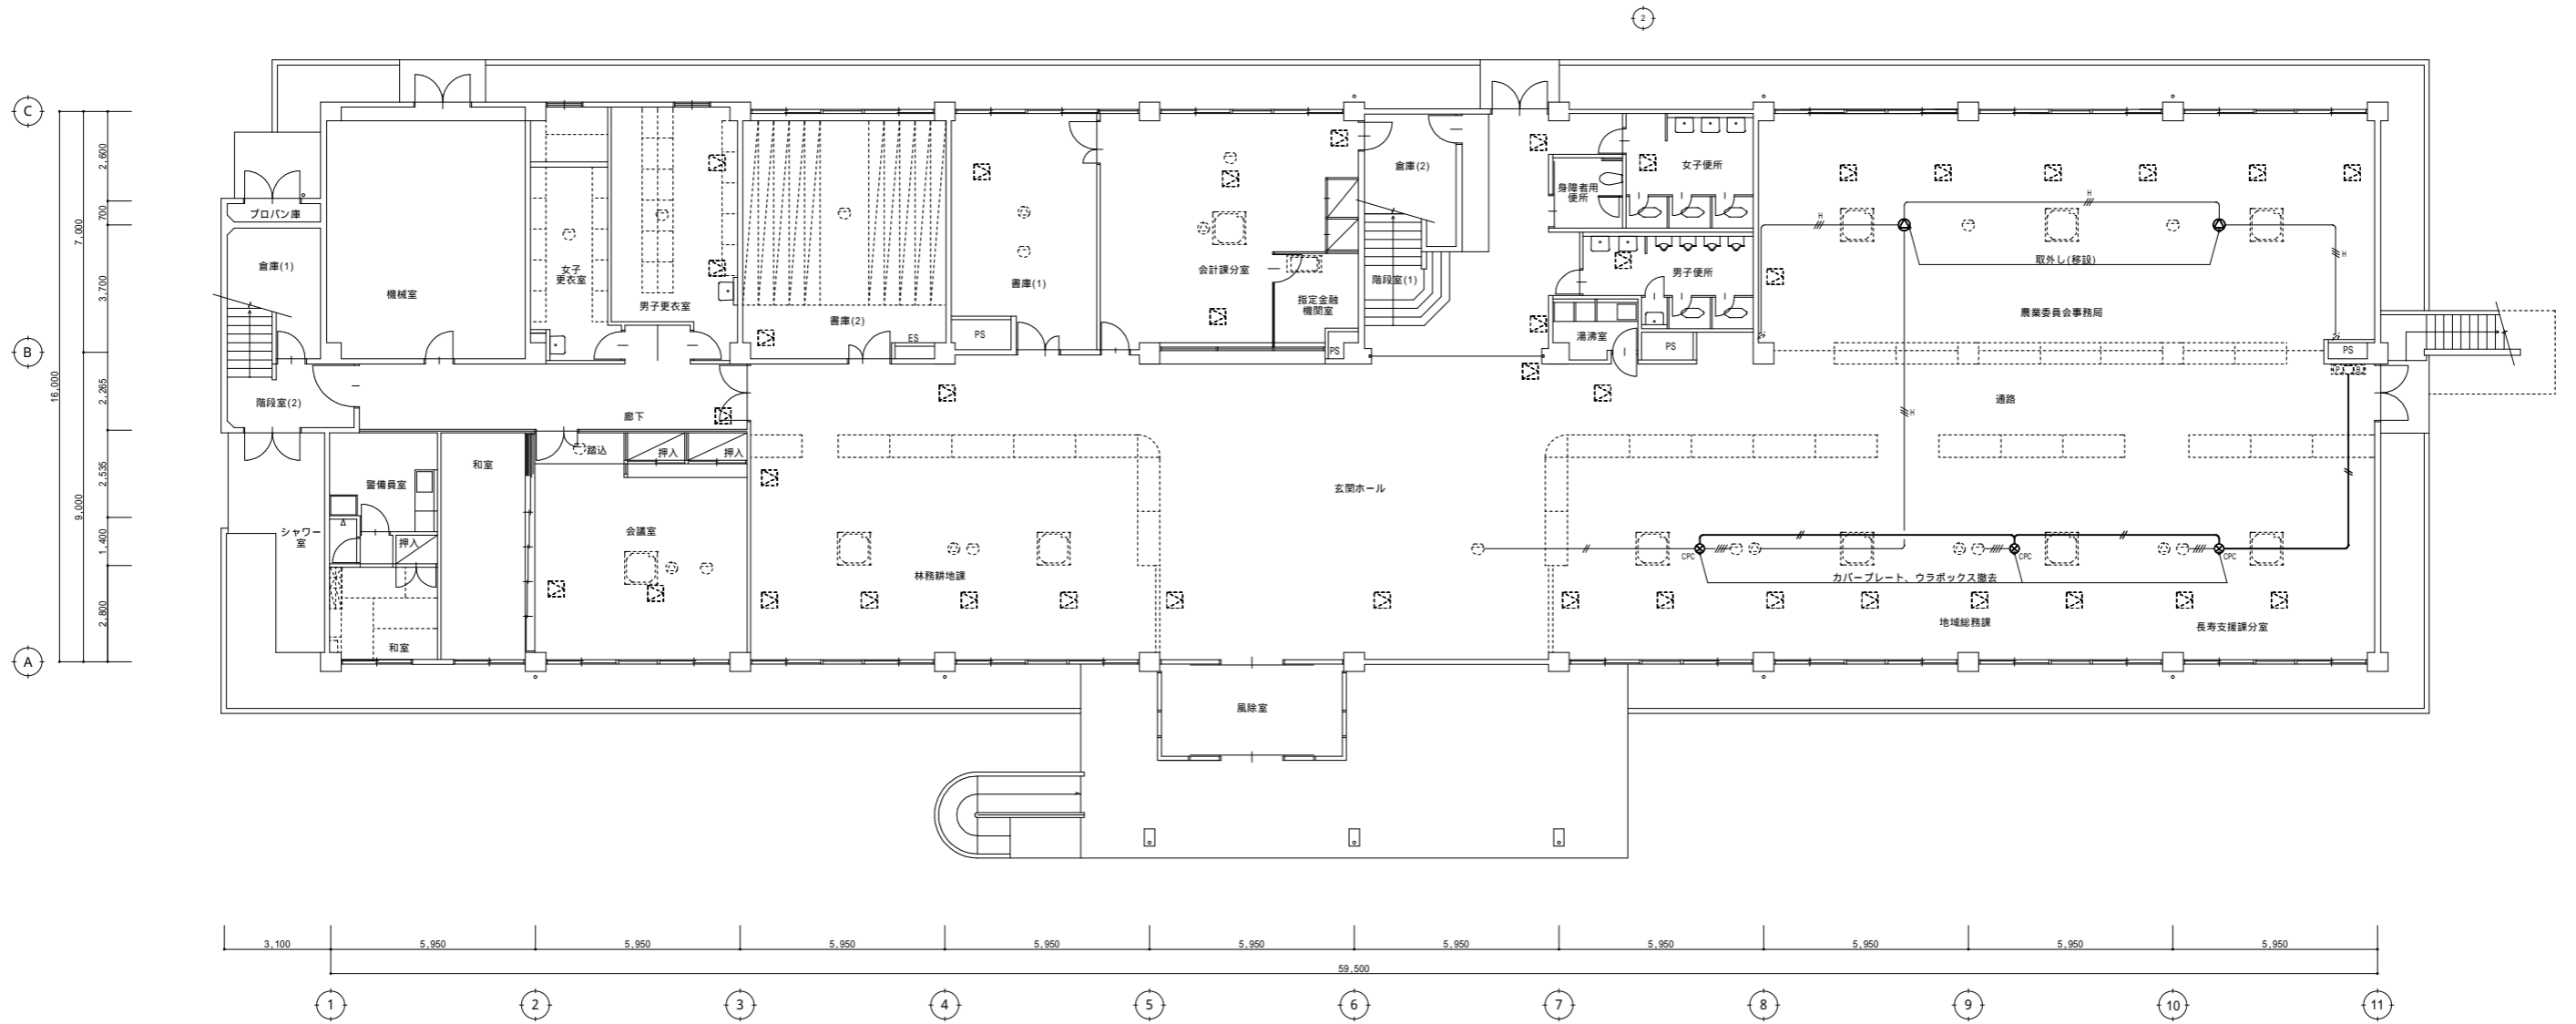 2
C
B
A
2,600
700
7,000
3,700
16,000
2,265
2,535
9,000
1,400
2,800
プロパン庫
倉庫(1)
機械室
女子
更衣室
男子更衣室
書庫(2)
ES
書庫(1)
PS
会計課分室
指定金融
機関室
PS
倉庫(2)
階段室(1)
身障者用
便所
女子便所
男子便所
湯沸室
PS
H
H
H
取外し(移設)
農業委員会事務局
PS
P
B
階段室(2)
廊下
通路
H
踏込
押入
押入
和室
警備員室
シャワー
室
押入
和室
会議室
林務耕地課
玄関ホール
CPC
CPC
CPC
カバープレート、ウラボックス撤去
地域総務課
長寿支援課分室
風除室
3,100
5,950
5,950
5,950
5,950
5,950
5,950
5,950
5,950
5,950
5,950
59,500
1
2
3
4
5
6
7
8
9
10
11